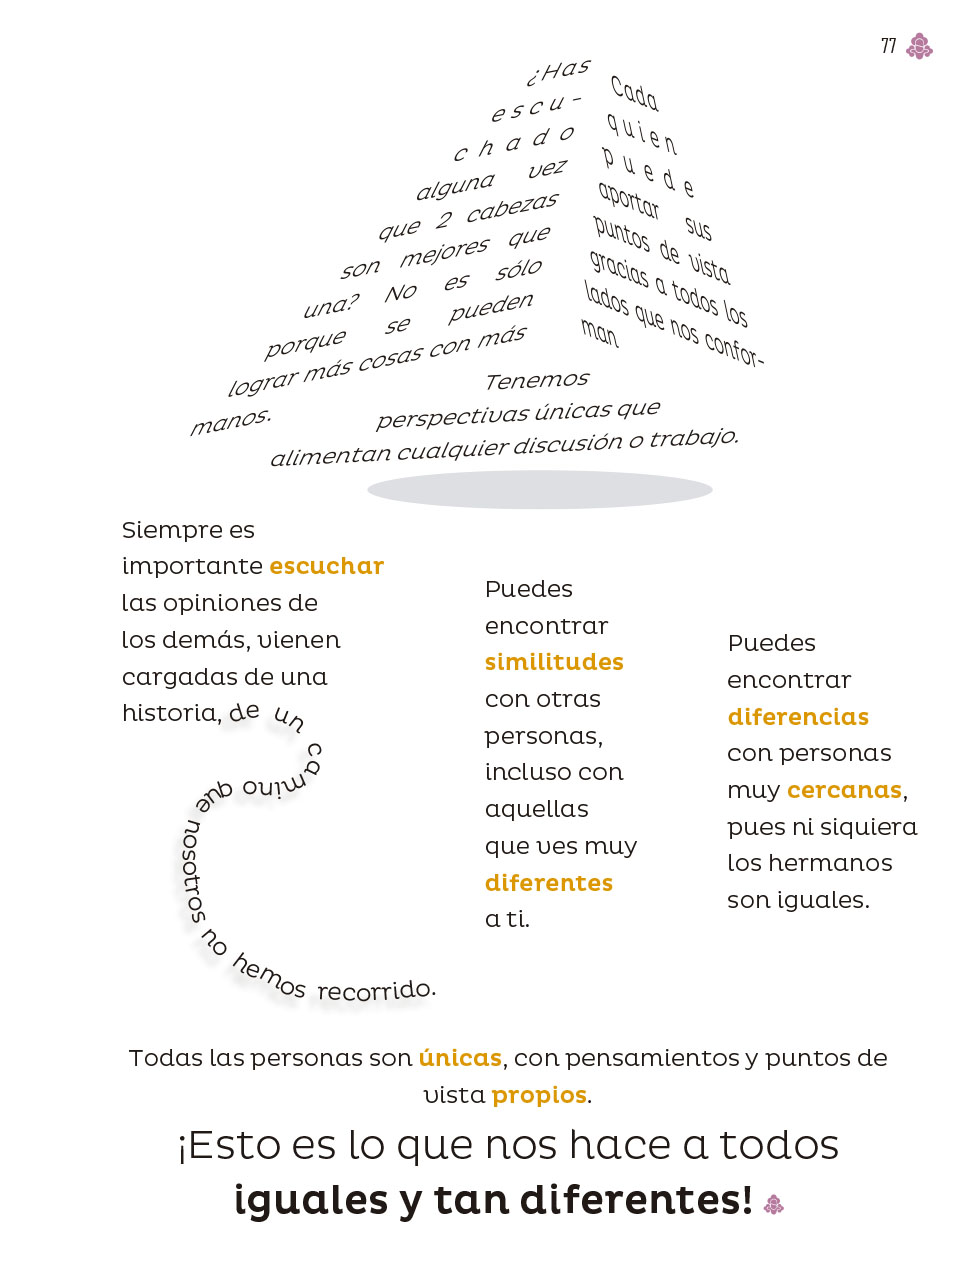 77
¿Has
escu-
chado
alguna vez
que 2 cabezas
son mejores que
una? No es sólo
porque se pueden
lograr más cosas con más
manos.
Cada
quien
puede
aportar sus
puntos de vista
gracias a todos los
lados que nos confor-
man
Tenemos
perspectivas únicas que
alimentan cualquier discusión o trabajo.
Siempre es
importante escuchar
las opiniones de
los demás, vienen
cargadas de una
historia, de un camino que nosotros no hemos recorrido.
Puedes
encontrar
similitudes
con otras
personas,
incluso con
aquellas
que ves muy
diferentes
a ti.
Puedes
encontrar
diferencias
con personas
muy cercanas,
pues ni siquiera
los hermanos
son iguales.
Todas las personas son únicas, con pensamientos y puntos de
vista propios.
¡Esto es lo que nos hace a todos
iguales y tan diferentes!